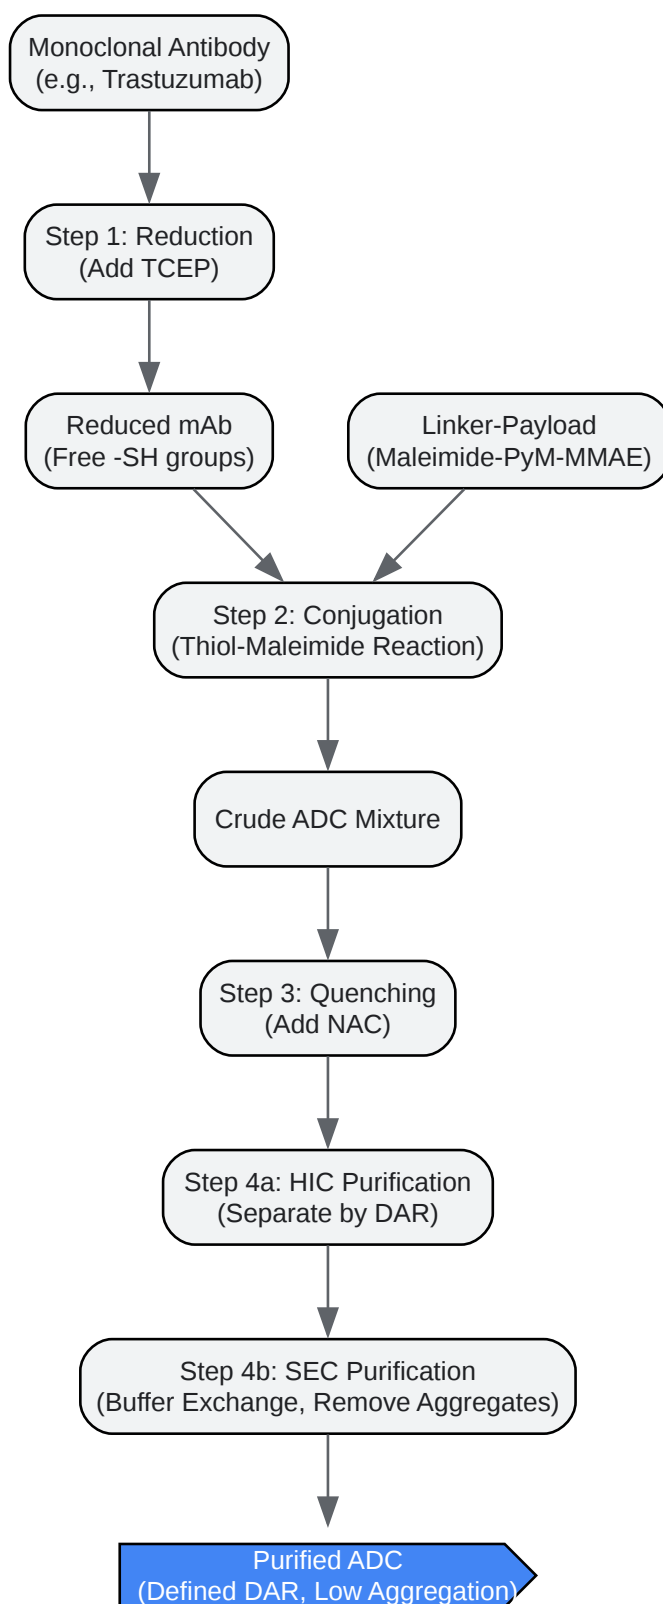 Monoclonal Antibody
(e.g., Trastuzumab)
Step 1: Reduction
(Add TCEP)
Reduced mAb
(Free -SH groups)
Linker-Payload
(Maleimide-PyM-MMAE)
Step 2: Conjugation
(Thiol-Maleimide Reaction)
Crude ADC Mixture
Step 3: Quenching
(Add NAC)
Step 4a: HIC Purification
(Separate by DAR)
Step 4b: SEC Purification
(Buffer Exchange, Remove Aggregates)
Purified ADC
(Defined DAR, Low Aggregation)